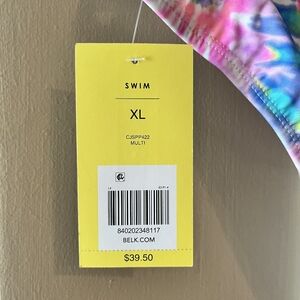 SWIM
XL
CJSPP422
MULTI
840202348117
BELK.COM
$39.50